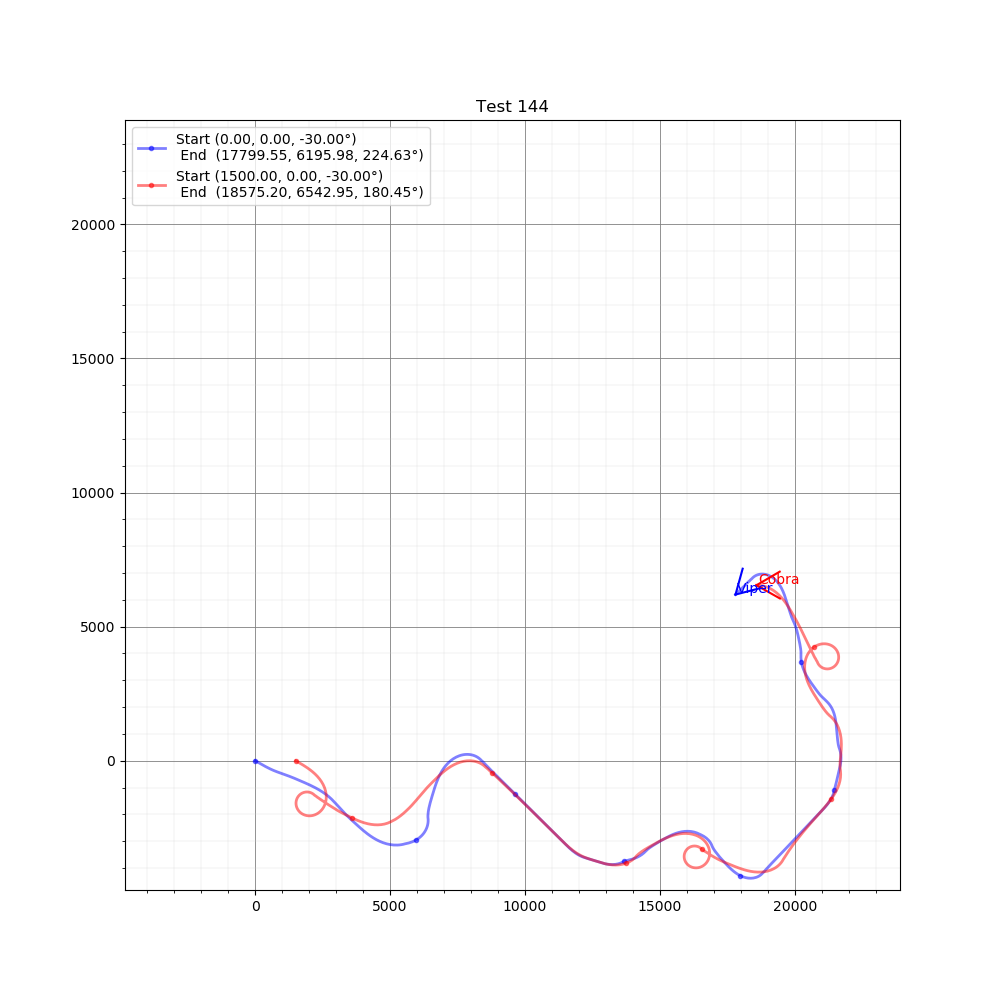 Test 144
Start (0.00, 0.00, -30.00°)
End (17799.55, 6195.98, 224.63°)
Start (1500.00, 0.00, -30.00°)
End (18575.20, 6542.95, 180.45°)
20000
15000
10000
5000
0
Cobra
Viper
0
5000
10000
15000
20000